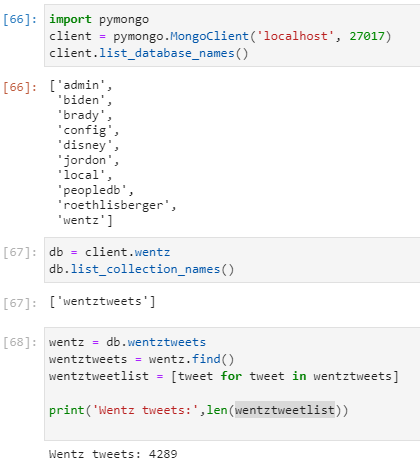 [66]: import pymongo
client = pymongo.MongoClient('localhost', 27017)
client.list_database_names()
[66]: ['admin',
'biden',
'brady',
'config',
'disney',
'jordon',
'local',
'peopledb',
'roethlisberger',
'wentz']
[67]: db = client.wentz
db.list_collection_names()
[67]: ['wentztweets']
[68]: wentz = db.wentztweets
wentztweets = wentz.find()
wentztweetlist = [tweet for tweet in wentztweets]
print('Wentz tweets:',len(wentztweetlist))
Wentz tweets: 4289